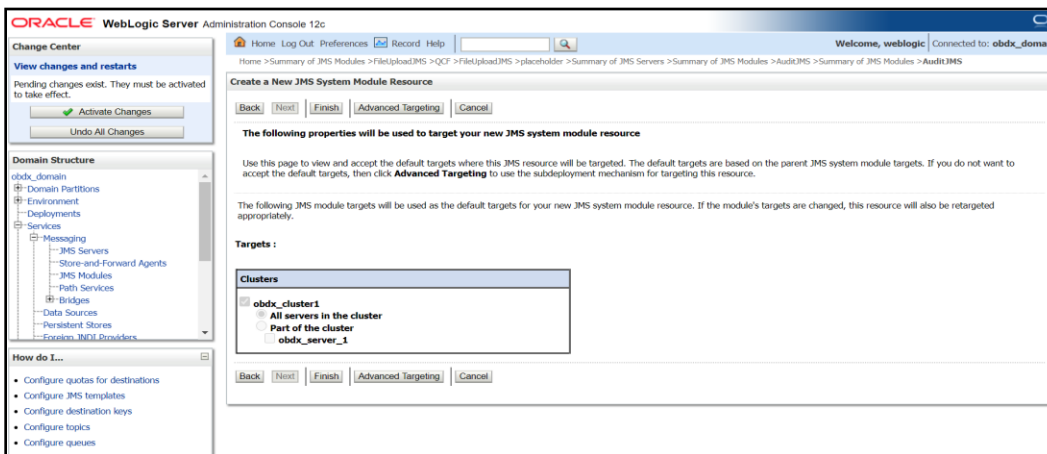 ORACLE WebLogic Server Administration Console 12c
Change Center
View changes and restarts
Pending changes exist. They must be activated
to take effect.
Activate Changes
Undo All Changes
Domain Structure
obdx_domain
Domain Partitions
Environment
Deployments
Services
Messaging
JMS Servers
Store-and-Forward Agents
JMS Modules
Path Services
Bridges
Data Sources
Persistent Stores
Foreign JNDI Providers
How do I...
Configure quotas for destinations
Configure JMS templates
Configure destination keys
Configure topics
Configure queues
Home Log Out Preferences Record Help
Welcome, weblogic Connected to: obdx_doma
Home >Summary of JMS Modules >FileUploadJMS >QCF >FileUploadJMS >placeholder >Summary of JMS Servers >Summary of JMS Modules >AuditJMS >Summary of JMS Modules >AuditJMS
Create a New JMS System Module Resource
Back Next Finish Advanced Targeting Cancel
The following properties will be used to target your new JMS system module resource
Use this page to view and accept the default targets where this JMS resource will be targeted. The default targets are based on the parent JMS system module targets. If you do not want to
accept the default targets, then click Advanced Targeting to use the subdeployment mechanism for targeting this resource.
The following JMS module targets will be used as the default targets for your new JMS system module resource. If the module's targets are changed, this resource will also be retargeted
appropriately.
Targets :
Clusters
obdx_cluster1
All servers in the cluster
Part of the cluster
obdx_server_1
Back Next Finish Advanced Targeting Cancel